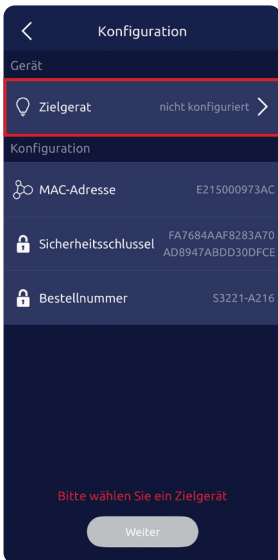 Konfiguration
Gerät
Zielgerat nicht konfiguriert
Konfiguration
MAC-Adresse E215000973AC
Sicherheitsschlussel FA7684AAF8283A70
AD8947ABDD30DFCE
Bestellnummer S3221-A216
Bitte wählen Sie ein Zielgerät
Weiter